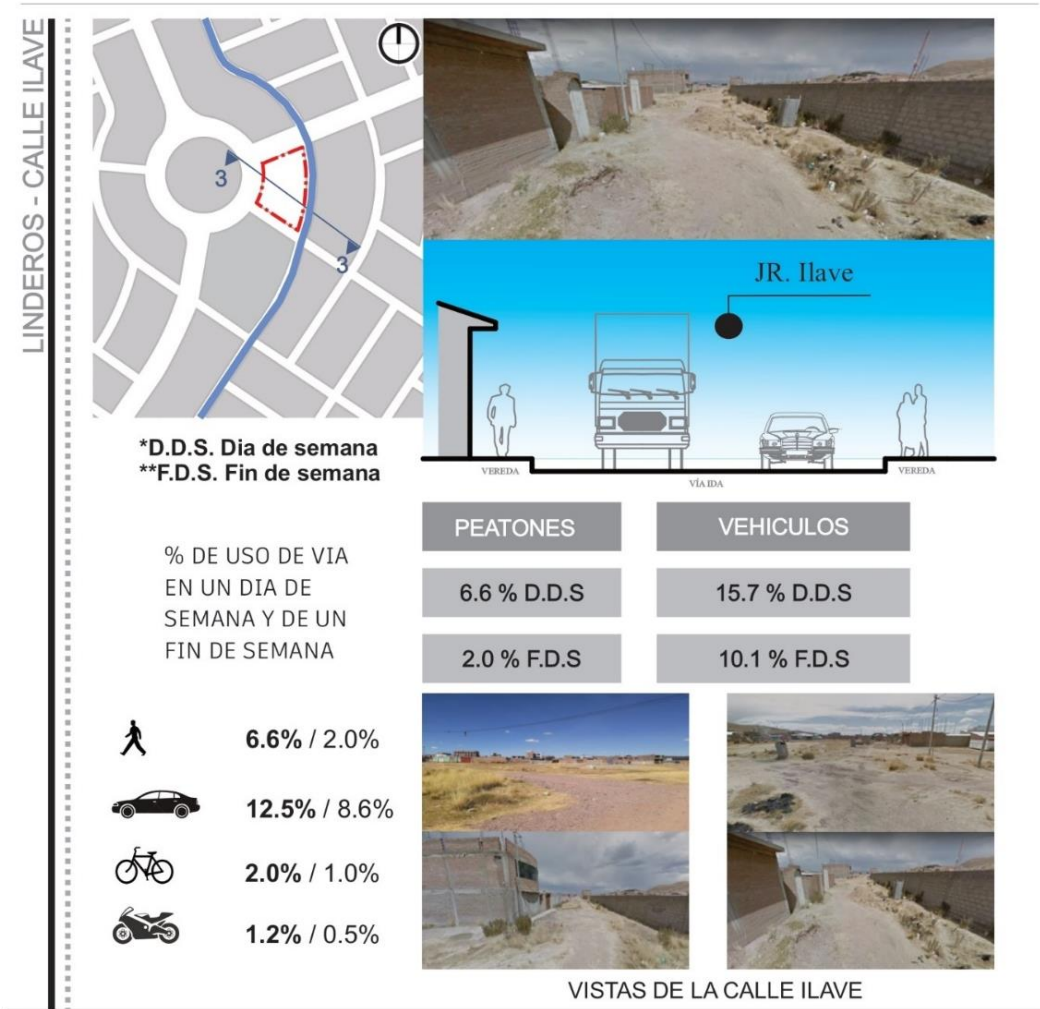 LINDEROS - CALLE ILAVE
3
3
*D.D.S. Dia de semana
**F.D.S. Fin de semana
JR. Ilave
VEREDA
VÍA IDA
VEREDA
% DE USO DE VIA
EN UN DIA DE
SEMANA Y DE UN
FIN DE SEMANA
PEATONES
VEHICULOS
6.6 % D.D.S
15.7 % D.D.S
2.0 % F.D.S
10.1 % F.D.S
6.6% / 2.0%
12.5% / 8.6%
2.0% / 1.0%
1.2% / 0.5%
VISTAS DE LA CALLE ILAVE